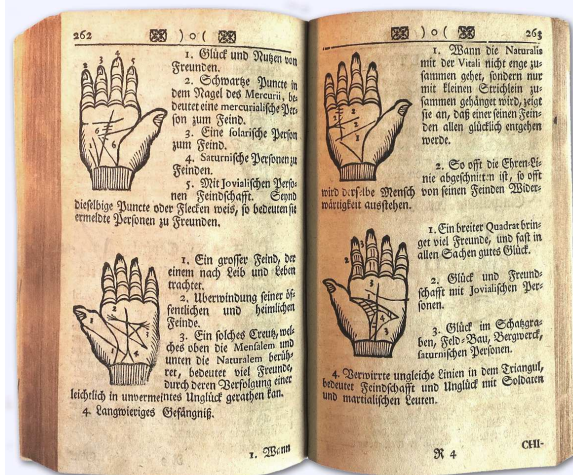 262
)o(
1. Glück und Nutzen von
Freunden.
2. Schwartze Puncte in
dem Nagel des Mercurii, be-
deutet eine mercurialische Per-
son zum Feind.
3. Eine solarische Person
zum Feind.
4. Saturnische Personen zu
Feinden.
5. Mit Jovialischen Perso-
nen Feindschafft. Seynd
dieselbige Puncte oder Flecken weis, so bedeuten sie
ermeldte Personen zu Freunden.
1. Ein grosser Feind, der
einem nach Leib und Leben
trachtet.
2. Uberwindung seiner öf-
fentlichen und heimlichen
Feinde.
3. Ein solches Creutz, wel-
ches oben die Mensalem und
unten die Naturalem berüh-
ret, bedeutet viel Freunde,
durch deren Verfolgung einer
leichtlich in unvermeintes Unglück gerathen kan.
4. Langwieriges Gefängniß.
1. Wann
)o(
263
1. Wann die Naturalis
mit der Vitali nicht enge zu-
sammen gehet, sondern nur
mit kleinen Strichlein zu-
sammen gehänget wird, zeigt
sie an, daß einer seinen Fein-
den allen glücklich entgehen
werde.
2. So offt die Ehren-Li-
nie abgeschnitten ist, so offt
wird derselbe Mensch von seinen Feinden Wider-
wärtigkeit ausstehen.
1. Ein breiter Quadrat brin-
get viel Freunde, und fast in
allen Sachen gutes Glück.
2. Glück und Freund-
schafft mit Jovialischen Per-
sonen.
3. Glück im Schatzgra-
ben, Feld-Bau, Bergwerck,
saturnischen Personen.
4. Verwirrte ungleiche Linien in dem Triangul,
bedeutet Feindschafft und Unglück mit Soldaten
und martialischen Leuten.
R 4
CHI-